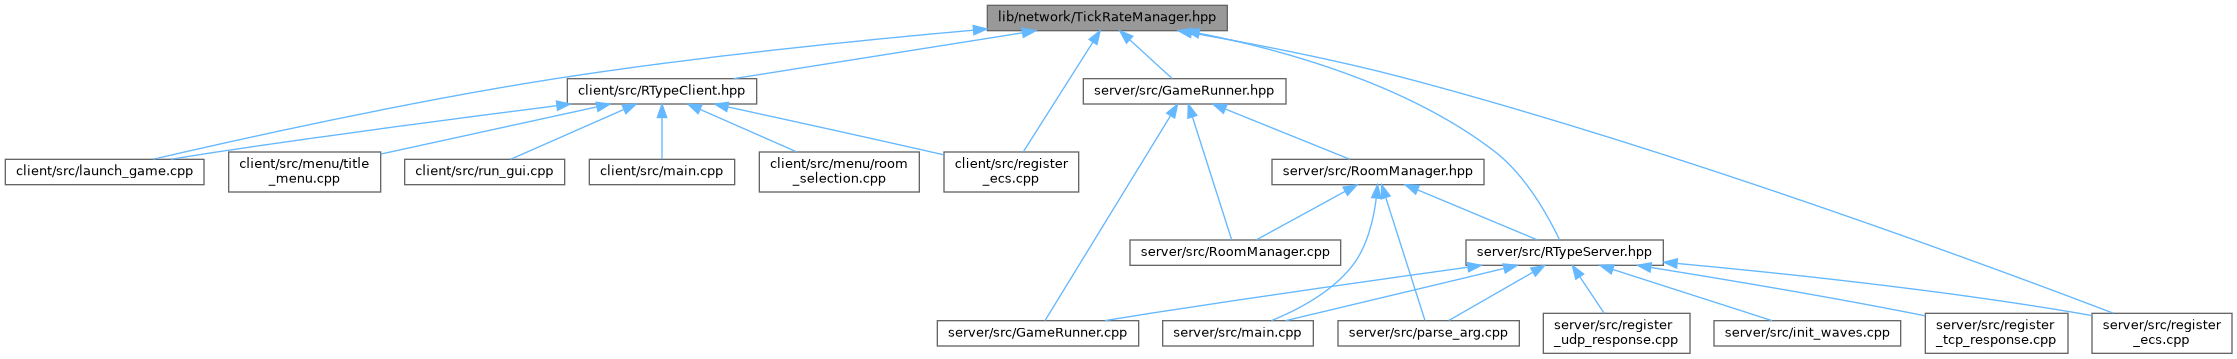 lib/network/TickRateManager.hpp
client/src/RTypeClient.hpp
server/src/GameRunner.hpp
client/src/launch_game.cpp
client/src/menu/title
_menu.cpp
client/src/run_gui.cpp
client/src/main.cpp
client/src/menu/room
_selection.cpp
client/src/register
_ecs.cpp
server/src/RoomManager.hpp
server/src/RoomManager.cpp
server/src/RTypeServer.hpp
server/src/GameRunner.cpp
server/src/main.cpp
server/src/parse_arg.cpp
server/src/register
_udp_response.cpp
server/src/init_waves.cpp
server/src/register
_tcp_response.cpp
server/src/register
_ecs.cpp